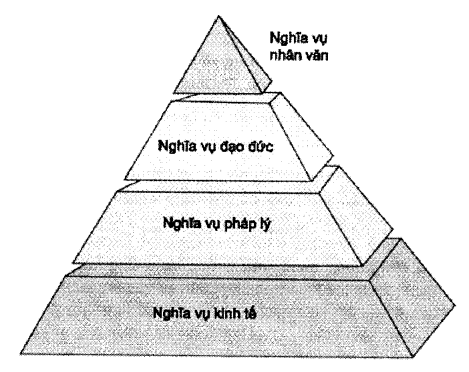 Nghĩa vụ
nhân văn
Nghĩa vụ đạo đức
Nghĩa vụ pháp lý
Nghĩa vụ kinh tế